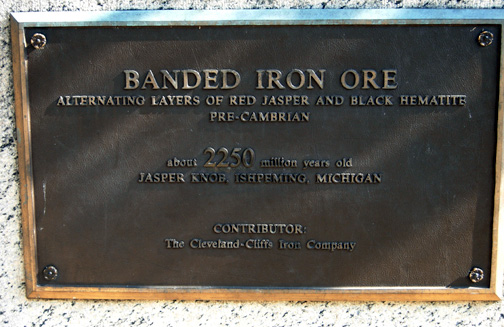 BANDED IRON ORE
ALTERNATING LAYERS OF RED JASPER AND BLACK HEMATITE
PRE-CAMBRIAN
about 2250 million years old
JASPER KNOB, ISHPEMING, MICHIGAN
CONTRIBUTOR:
The Cleveland-Cliffs Iron Company